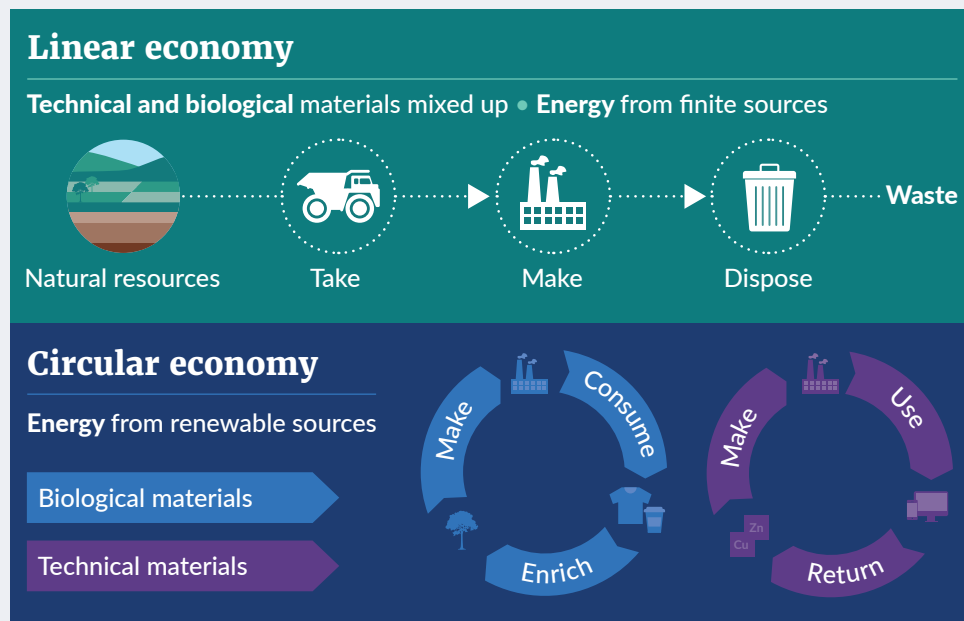 Linear economy
Technical and biological materials mixed up • Energy from finite sources
Waste
Natural resources
Take
Make
Dispose
Circular economy
Energy from renewable sources
Biological materials
Technical materials
Make
Consume
Enrich
Make
Use
Zn
Cu
Return